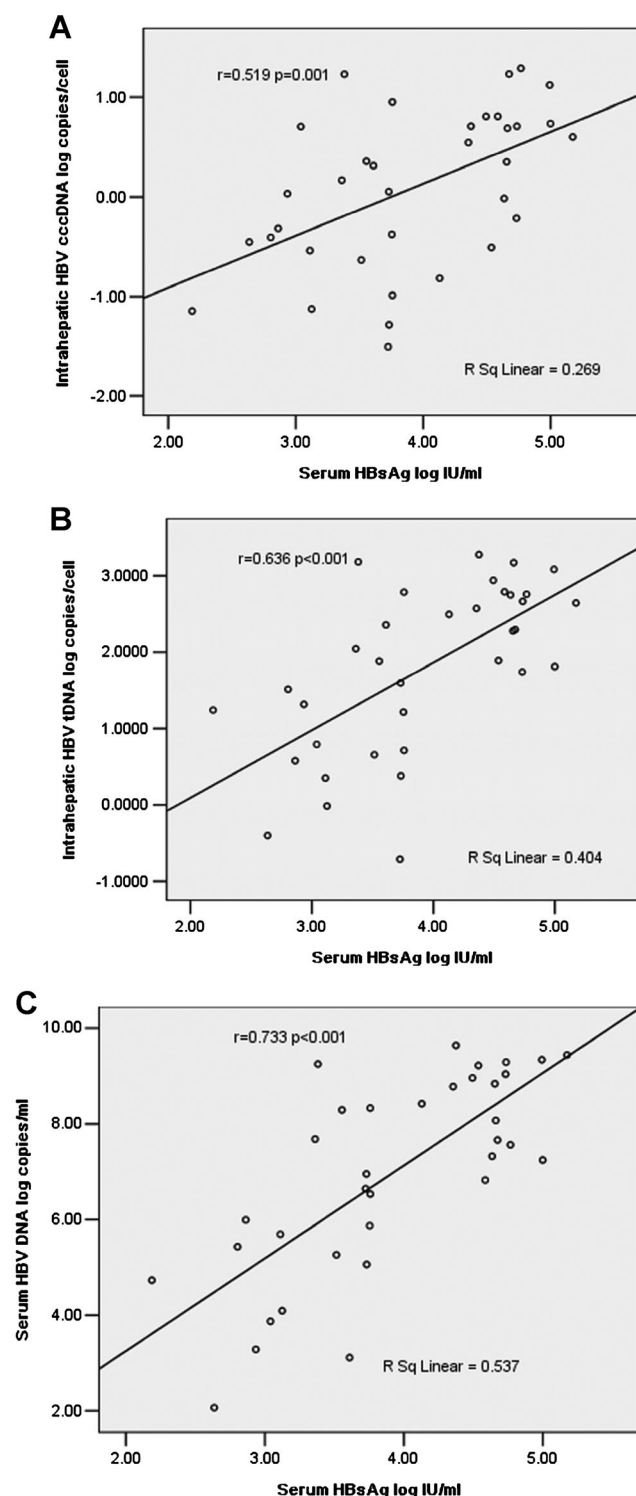 A
r=0.519 p=0.001
1.00
0.00
-1.00
-2.00
Intrahepatic HBV cccDNA log copies/cell
R Sq Linear = 0.269
2.00 3.00 4.00 5.00
Serum HBsAg log IU/ml
B
r=0.636 p<0.001
3.0000
2.0000
1.0000
0.0000
-1.0000
Intrahepatic HBV tDNA log copies/cell
R Sq Linear = 0.404
2.00 3.00 4.00 5.00
Serum HBsAg log IU/ml
C
r=0.733 p<0.001
10.00
8.00
6.00
4.00
2.00
Serum HBV DNA log copies/ml
R Sq Linear = 0.537
2.00 3.00 4.00 5.00
Serum HBsAg log IU/ml